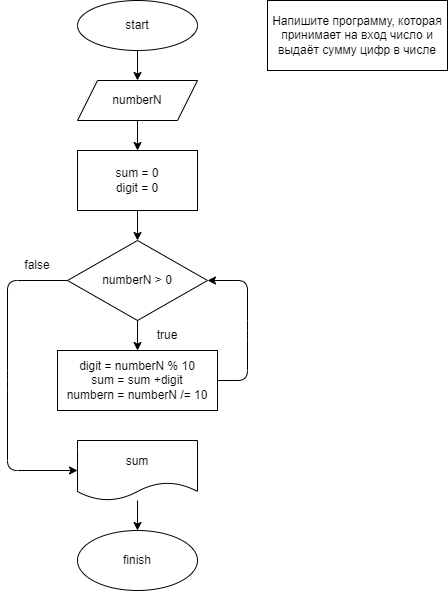 start
Напишите программу, которая
принимает на вход число и
выдаёт сумму цифр в числе
numberN
sum = 0
digit = 0
false
numberN > 0
true
digit = numberN % 10
sum = sum +digit
numbern = numberN /= 10
sum
finish